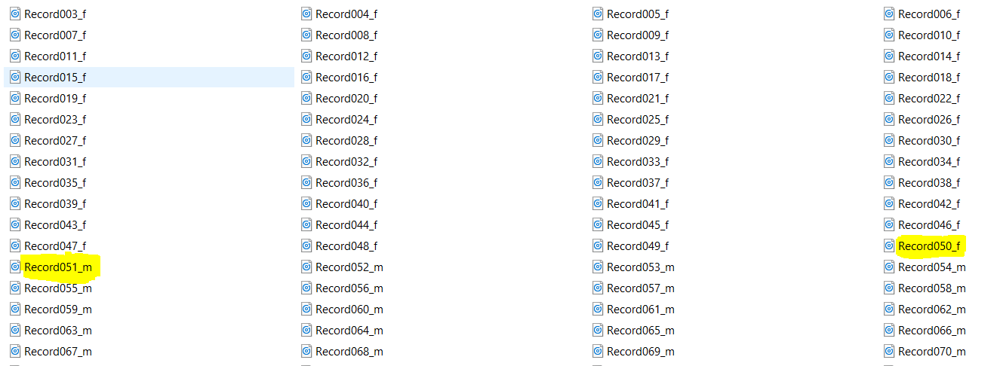 Record003_f Record004_f Record005_f Record006_f
Record007_f Record008_f Record009_f Record010_f
Record011_f Record012_f Record013_f Record014_f
Record015_f Record016_f Record017_f Record018_f
Record019_f Record020_f Record021_f Record022_f
Record023_f Record024_f Record025_f Record026_f
Record027_f Record028_f Record029_f Record030_f
Record031_f Record032_f Record033_f Record034_f
Record035_f Record036_f Record037_f Record038_f
Record039_f Record040_f Record041_f Record042_f
Record043_f Record044_f Record045_f Record046_f
Record047_f Record048_f Record049_f Record050_f
Record051_m Record052_m Record053_m Record054_m
Record055_m Record056_m Record057_m Record058_m
Record059_m Record060_m Record061_m Record062_m
Record063_m Record064_m Record065_m Record066_m
Record067_m Record068_m Record069_m Record070_m